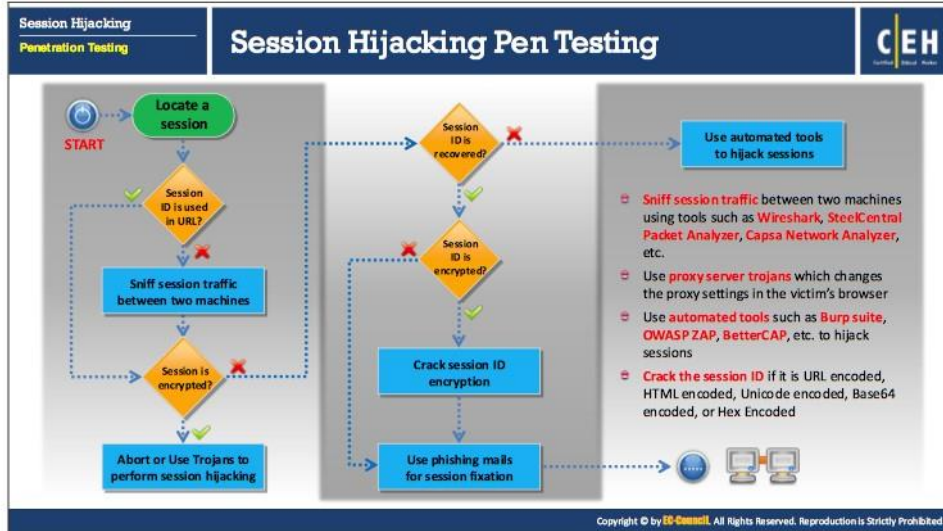 Session Hijacking
Penetration Testing
Session Hijacking Pen Testing
C|EH
Certified Ethical Hacker
START
Locate a
session
Session
ID is used
in URL?
Sniff session traffic
between two machines
Session is
encrypted?
Abort or Use Trojans to
perform session hijacking
Session
ID is
recovered?
Session
ID is
encrypted?
Crack session ID
encryption
Use phishing mails
for session fixation
Use automated tools
to hijack sessions
Sniff session traffic between two machines
using tools such as Wireshark, SteelCentral
Packet Analyzer, Capsa Network Analyzer,
etc.
Use proxy server trojans which changes
the proxy settings in the victim's browser
Use automated tools such as Burp suite,
OWASP ZAP, BetterCAP, etc. to hijack
sessions
Crack the session ID if it is URL encoded,
HTML encoded, Unicode encoded, Base64
encoded, or Hex Encoded
Copyright © by EC-Council. All Rights Reserved. Reproduction is Strictly Prohibited